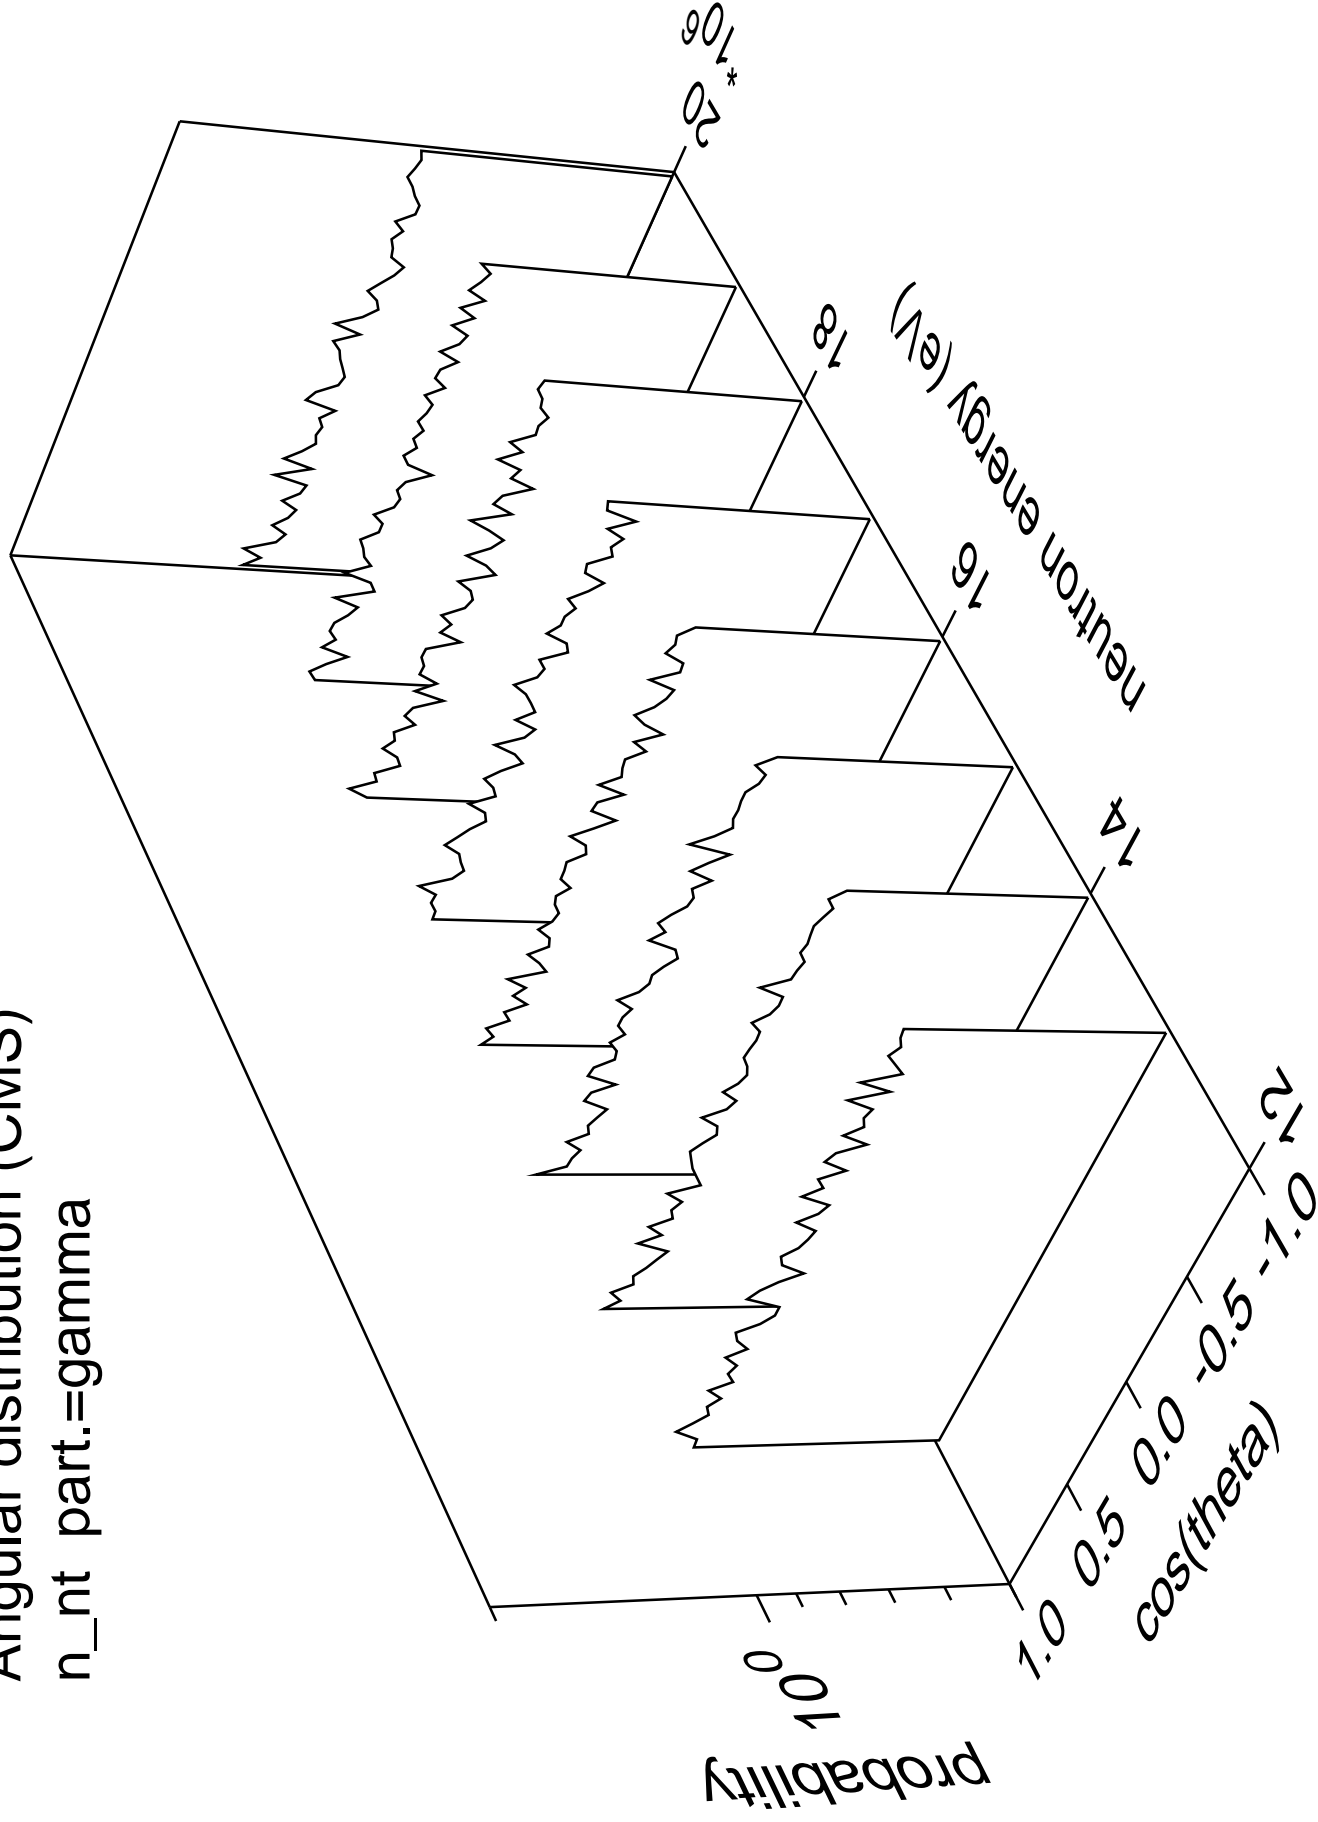 Angular distribution (CMS)
n_nt part.=gamma
probability
10^0
1.0
0.5
0.0
-0.5
-1.0
cos(theta)
12
14
16
18
20
*10^6
neutron energy (eV)